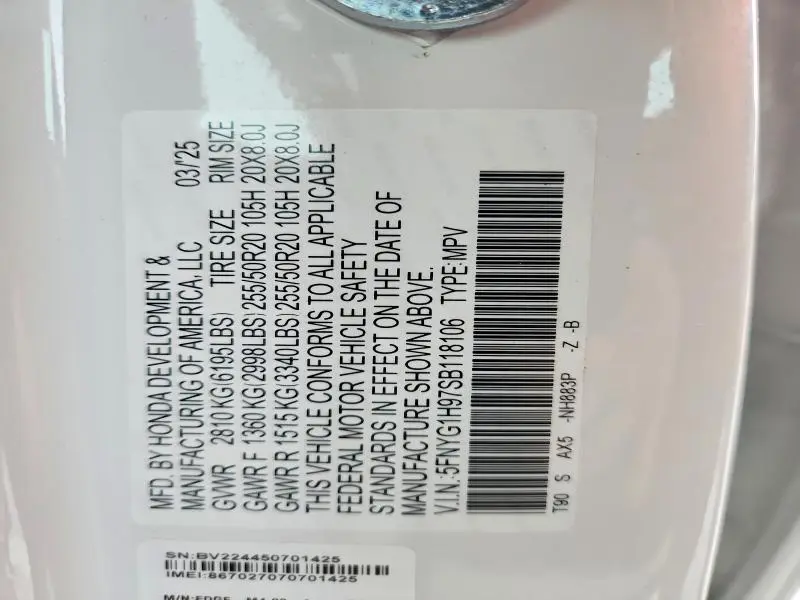 MFD. BY HONDA DEVELOPMENT &
MANUFACTURING OF AMERICA, LLC 03/'25
GVWR 2810 KG(6195LBS) TIRE SIZE RIM SIZE
GAWR F 1360 KG(2998LBS)255/50R20 105H 20X8.0J
GAWR R 1515 KG(3340LBS)255/50R20 105H 20X8.0J
THIS VEHICLE CONFORMS TO ALL APPLICABLE
FEDERAL MOTOR VEHICLE SAFETY
STANDARDS IN EFFECT ON THE DATE OF
MANUFACTURE SHOWN ABOVE.
V.I.N.:5FNYG1H97SB118106 TYPE:MPV
T90 S AX5 -NH883P -Z -B
SN:BV224450701425
IMEI:867027070701425
M/N:EDGE